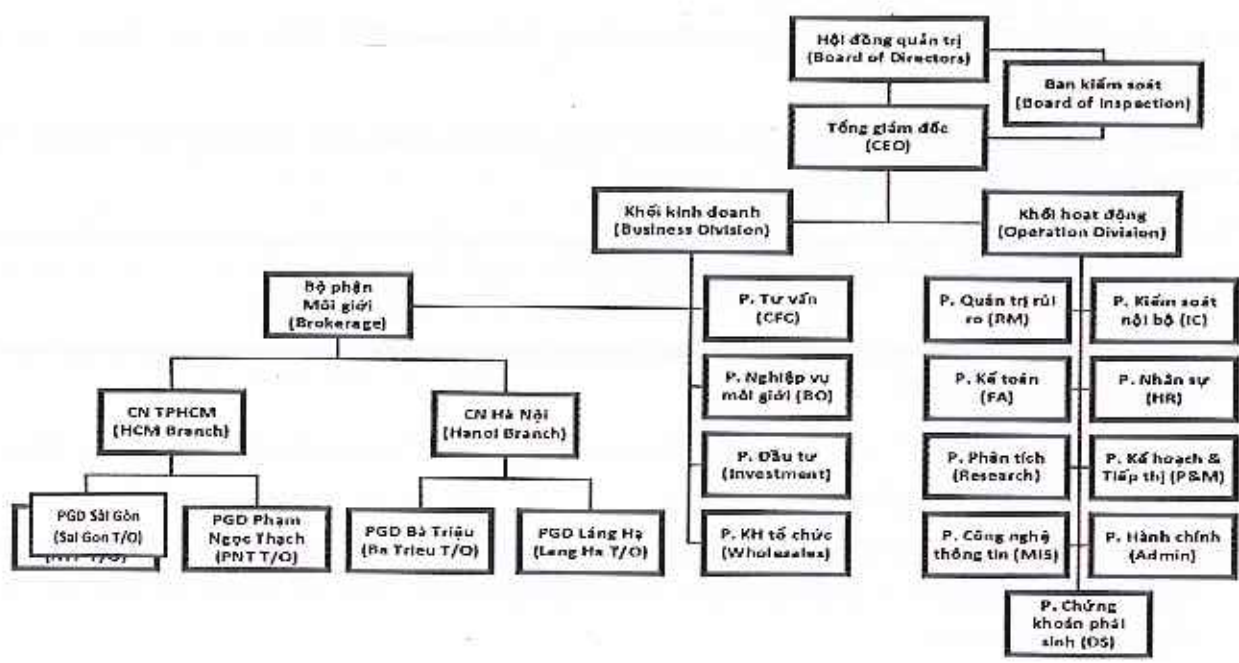 Hội đồng quản trị
(Board of Directors)
Ban kiểm soát
(Board of Inspection)
Tổng giám đốc
(CEO)
Khối kinh doanh
(Business Division)
Khối hoạt động
(Operation Division)
Bộ phận
Môi giới
(Brokerage)
P. Tư vấn
(CFC)
P. Quản trị rủi
ro (RM)
P. Kiểm soát
nội bộ (IC)
P. Nghiệp vụ
môi giới (BO)
P. Kế toán
(FA)
P. Nhân sự
(HR)
CN TPHCM
(HCM Branch)
CN Hà Nội
(Hanoi Branch)
P. Đầu tư
(Investment)
P. Phân tích
(Research)
P. Kế hoạch &
Tiếp thị (P&M)
PGD Sài Gòn
(Sai Gon T/O)
T/O)
PGD Phạm
Ngọc Thạch
(PNT T/O)
PGD Bà Triệu
(Ba Trieu T/O)
PGD Láng Hạ
(Lang Ha T/O)
P. KH tổ chức
(Wholesales)
P. Công nghệ
thông tin (MIS)
P. Hành chính
(Admin)
P. Chứng
khoán phái
sinh (DS)